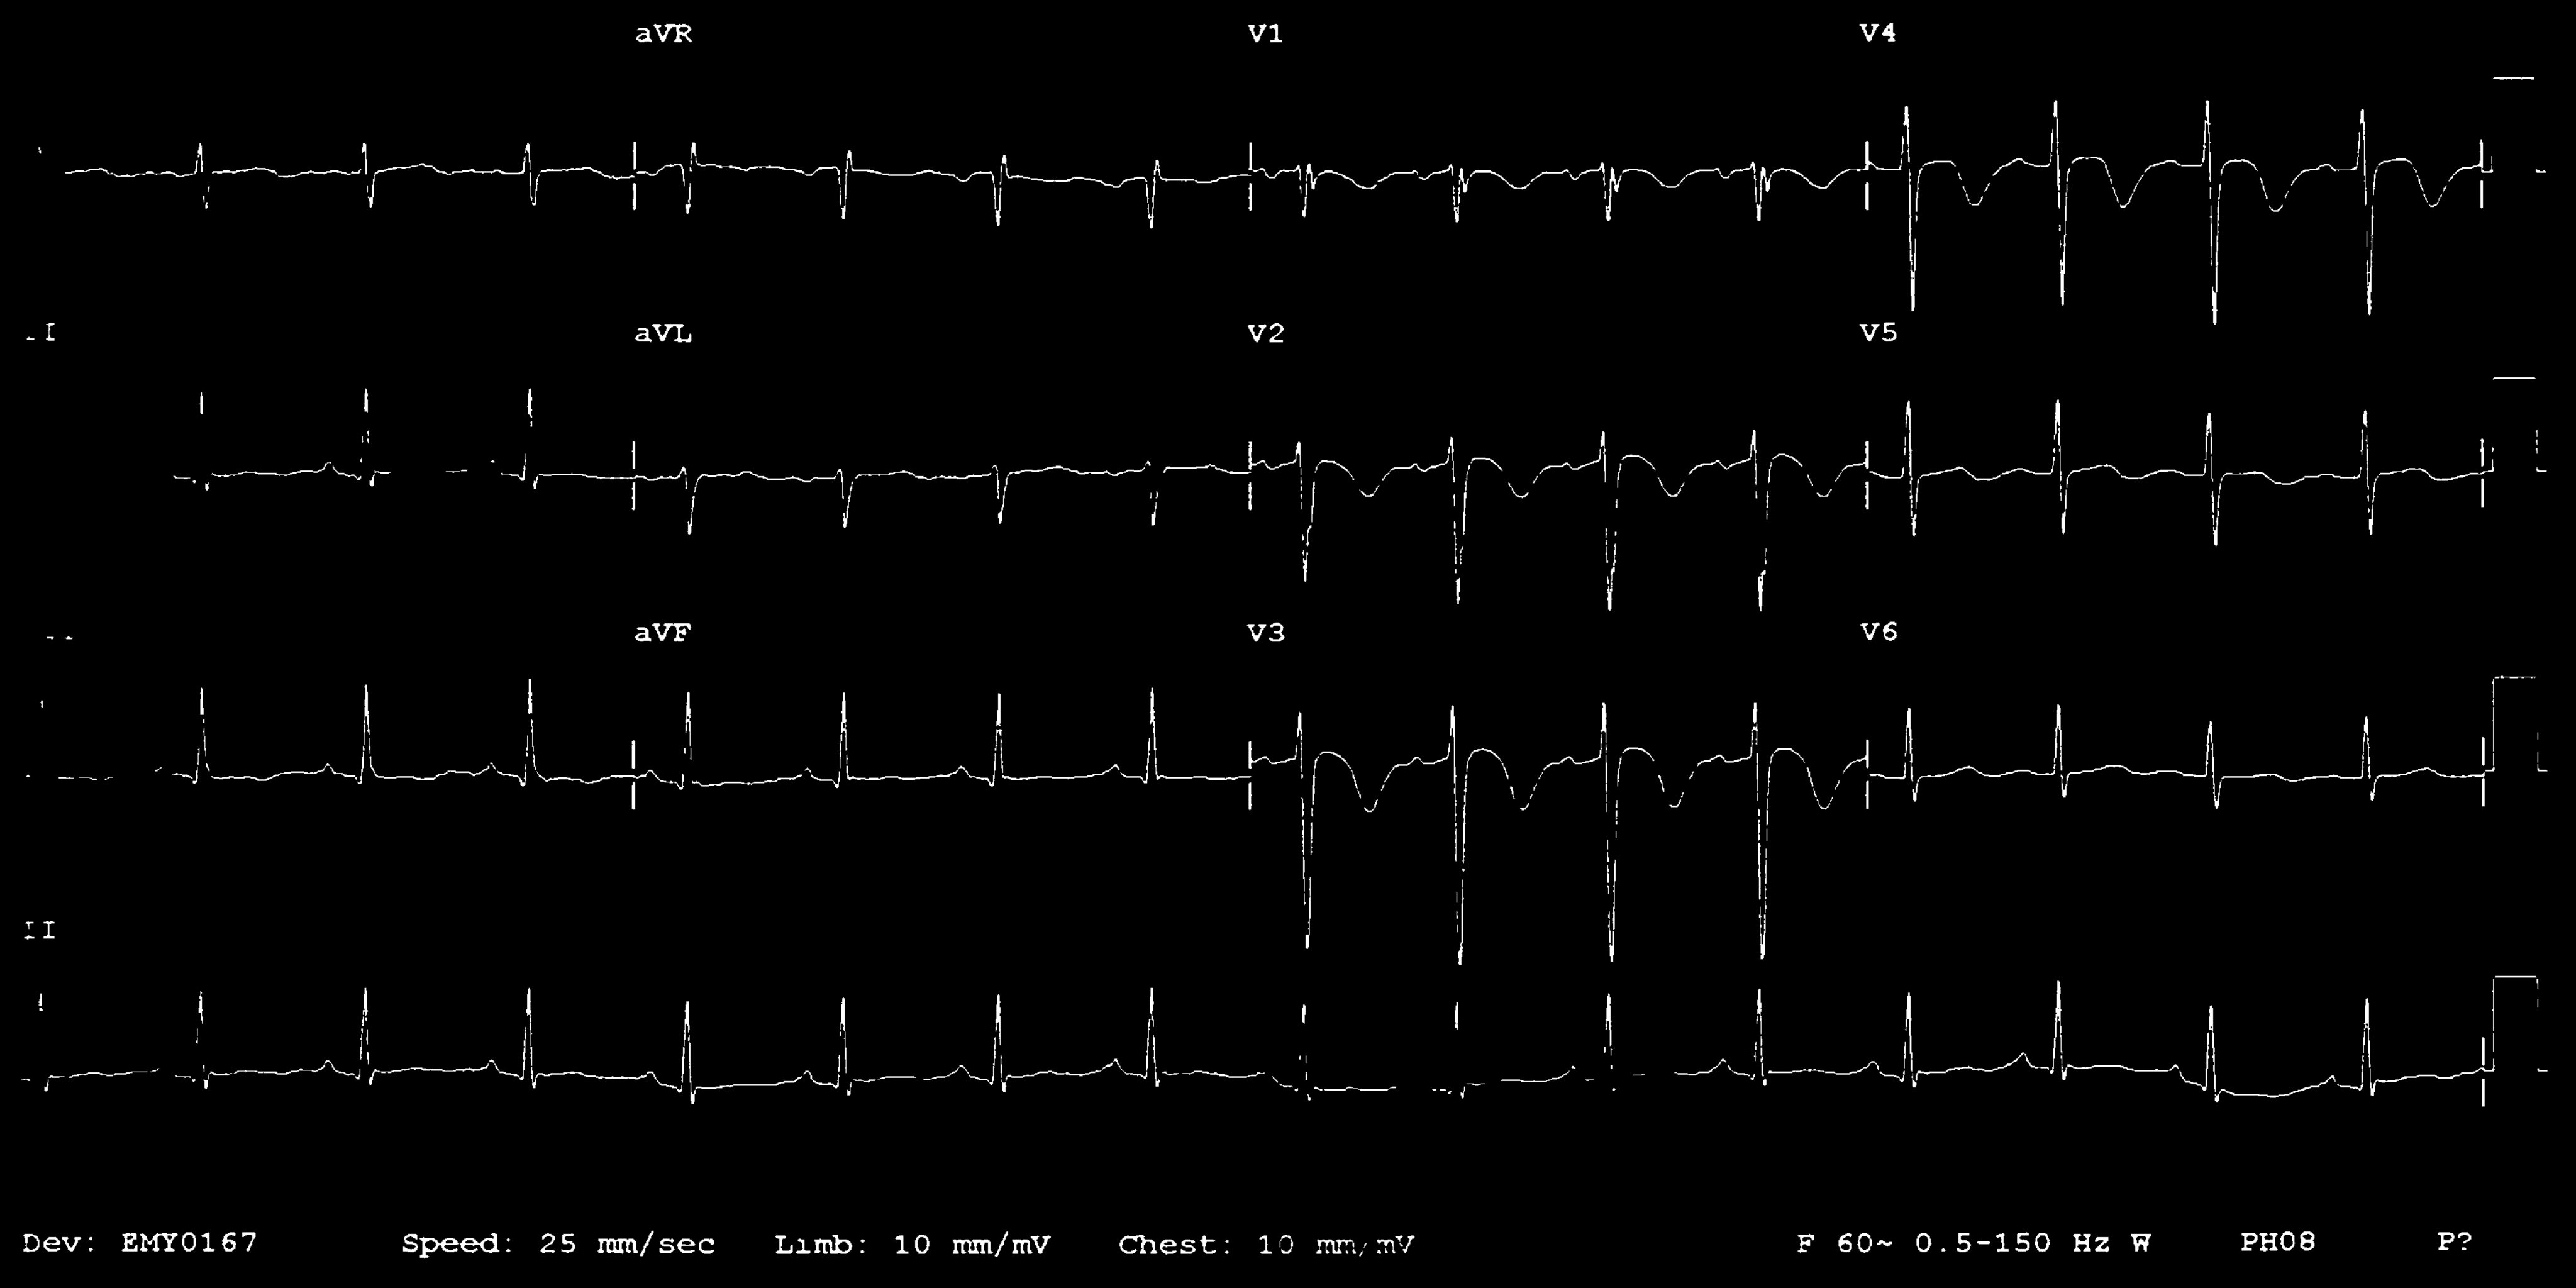 aVR V1 V4
II aVL V2 V5
aVF V3 V6
II
Dev: EMY0167 Speed: 25 mm/sec Limb: 10 mm/mV Chest: 10 mm/mV F 60~ 0.5-150 Hz W PH08 P?